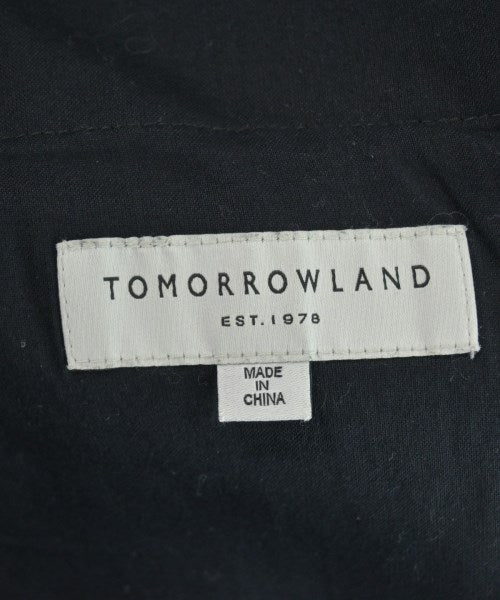 TOMORROWLAND
EST. 1978
MADE
IN
CHINA